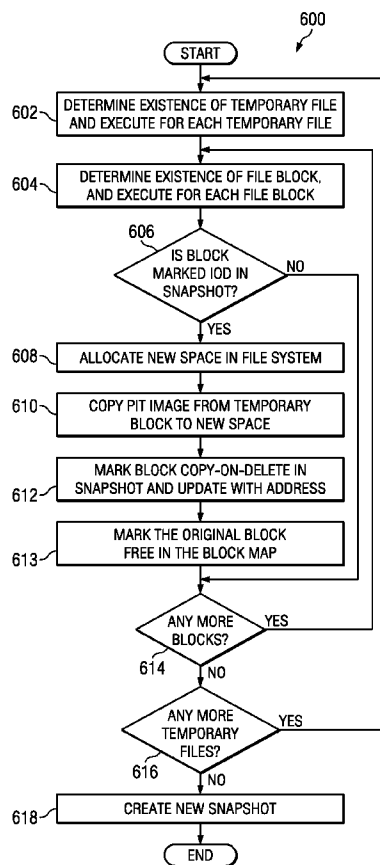 600
START
602
DETERMINE EXISTENCE OF TEMPORARY FILE
AND EXECUTE FOR EACH TEMPORARY FILE
604
DETERMINE EXISTENCE OF FILE BLOCK,
AND EXECUTE FOR EACH FILE BLOCK
606
IS BLOCK
MARKED IOD IN
SNAPSHOT?
NO
YES
608
ALLOCATE NEW SPACE IN FILE SYSTEM
610
COPY PIT IMAGE FROM TEMPORARY
BLOCK TO NEW SPACE
612
MARK BLOCK COPY-ON-DELETE IN
SNAPSHOT AND UPDATE WITH ADDRESS
613
MARK THE ORIGINAL BLOCK
FREE IN THE BLOCK MAP
ANY MORE
BLOCKS?
YES
614
NO
ANY MORE
TEMPORARY
FILES?
YES
616
NO
618
CREATE NEW SNAPSHOT
END